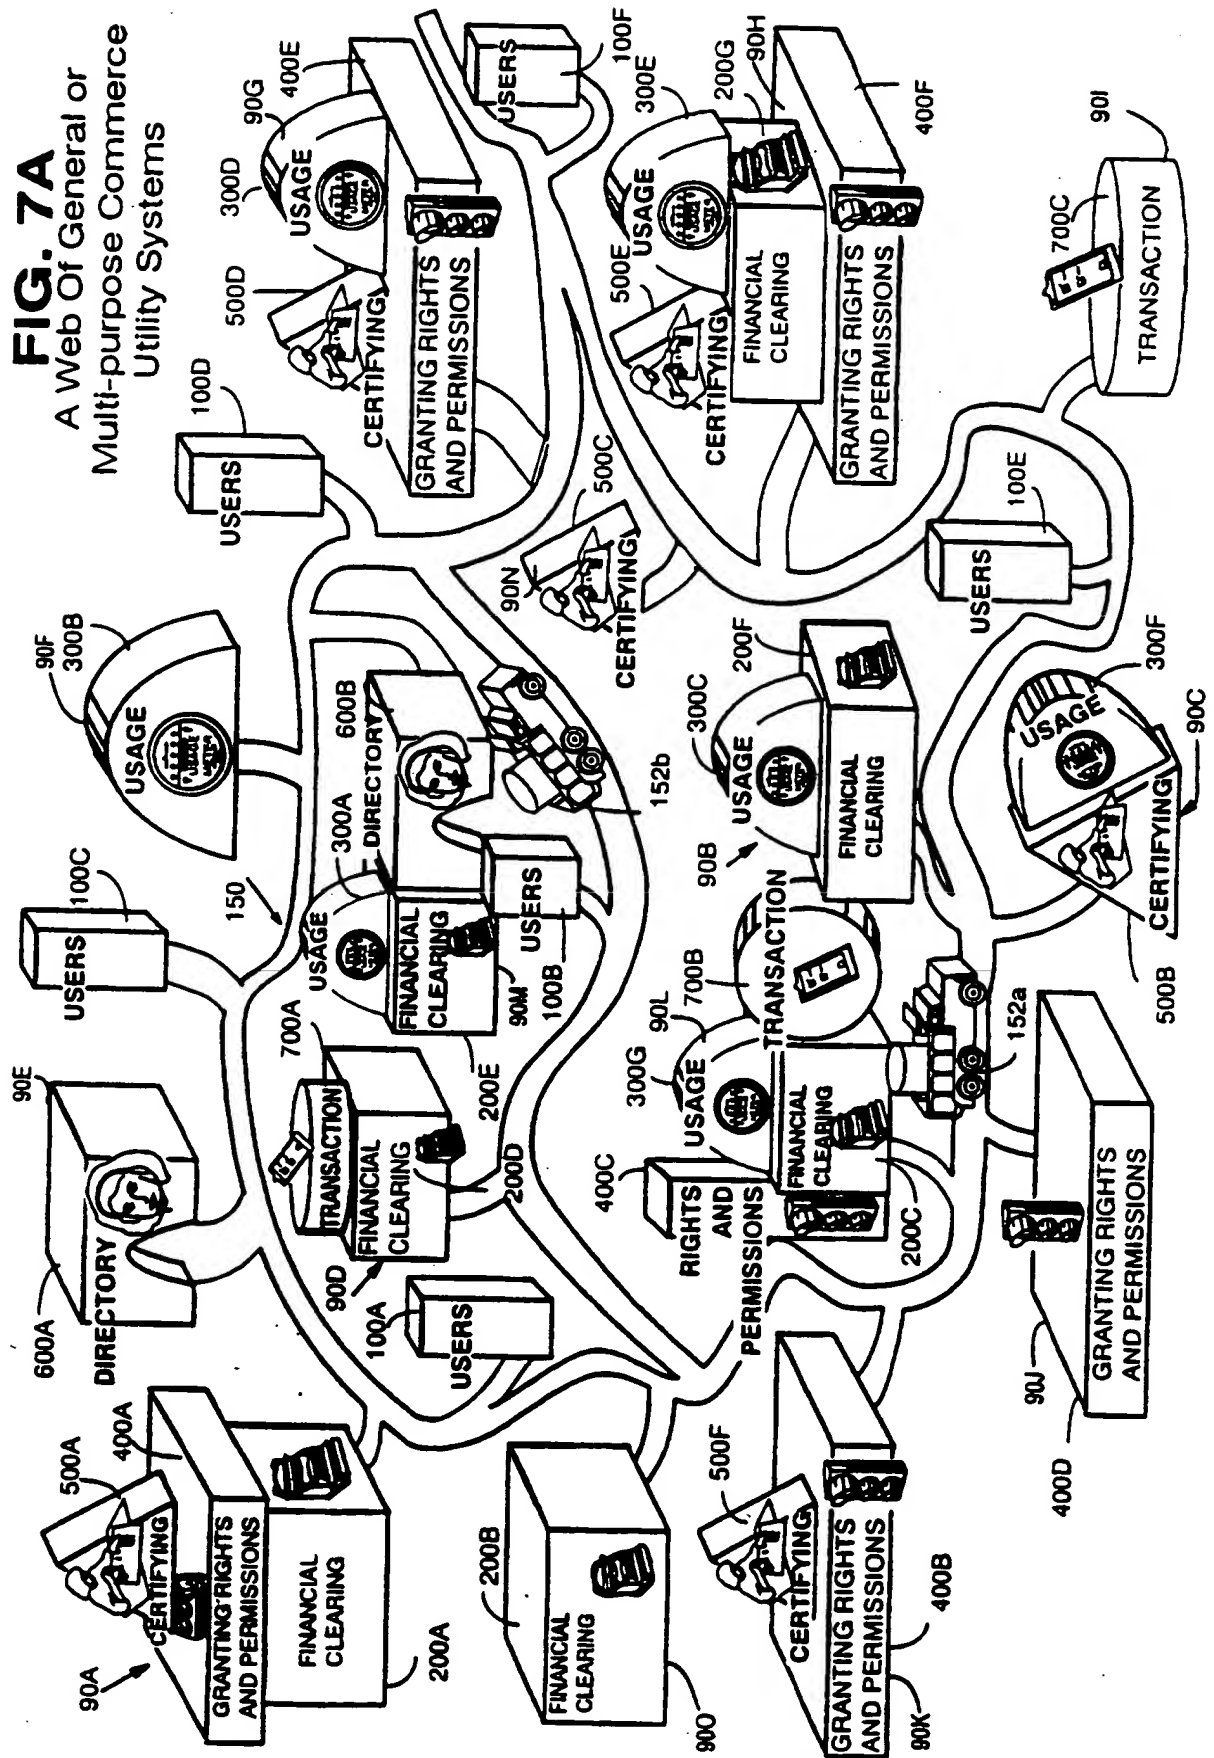 FIG. 7A
A Web Of General or
Multi-purpose Commerce
Utility Systems
90A
500A
400A
CERTIFYING
GRANTING RIGHTS
AND PERMISSIONS
FINANCIAL
CLEARING
200A
600A
90E
DIRECTORY
100C
USERS
150
90F
300B
USAGE
100D
USERS
500D
300D
90G
400E
USAGE
CERTIFYING
GRANTING RIGHTS
AND PERMISSIONS
USERS
100F
100A
USERS
90D
700A
TRANSACTION
FINANCIAL
CLEARING
200D
300A
USAGE
FINANCIAL
CLEARING
90M
200E
DIRECTORY
600B
USERS
100B
152b
90N
500C
CERTIFYING
500E
300E
200G
90H
USAGE
CERTIFYING
FINANCIAL
CLEARING
GRANTING RIGHTS
AND PERMISSIONS
400F
200B
FINANCIAL
CLEARING
90O
400C
RIGHTS
AND
PERMISSIONS
300G
90L
USAGE
FINANCIAL
CLEARING
200C
700B
TRANSACTION
152a
90B
300C
USAGE
200F
FINANCIAL
CLEARING
100E
USERS
700C
90I
TRANSACTION
500F
CERTIFYING
GRANTING RIGHTS
AND PERMISSIONS
400B
90K
90J
400D
GRANTING RIGHTS
AND PERMISSIONS
USAGE
300F
90C
CERTIFYING
500B